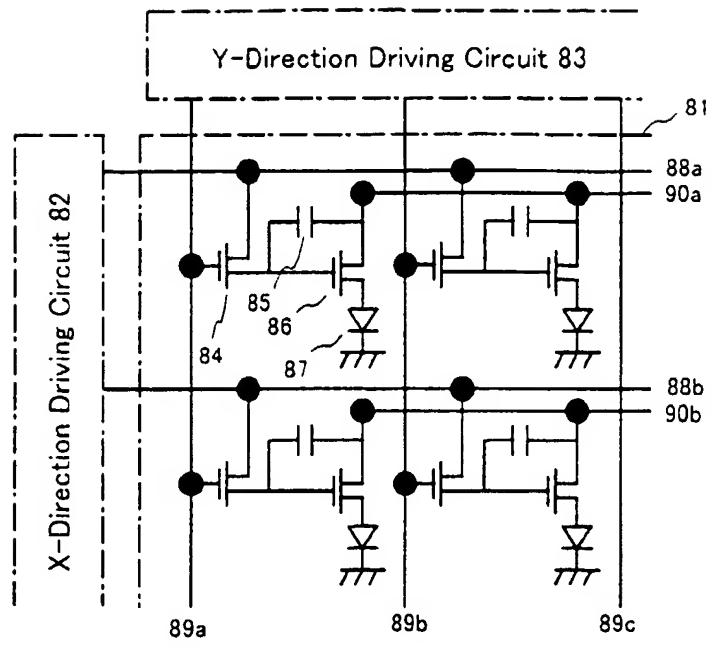 Y-Direction Driving Circuit 83
81
X-Direction Driving Circuit 82
88a
90a
84
85
86
87
88b
90b
89a
89b
89c